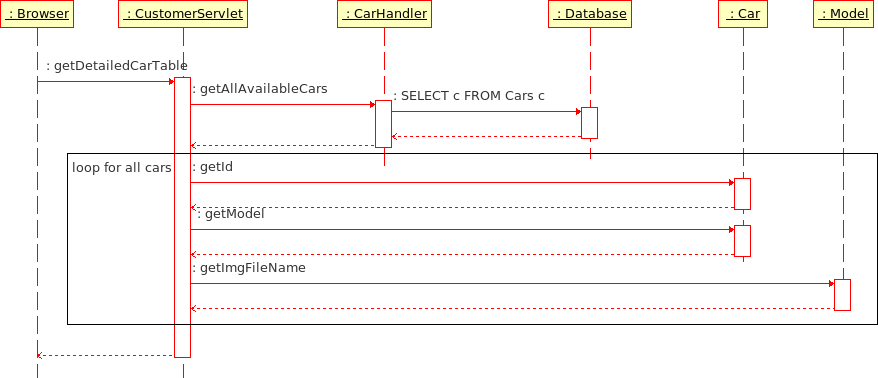 : Browser
: CustomerServlet
: CarHandler
: Database
: Car
: Model
: getDetailedCarTable
: getAllAvailableCars
: SELECT c FROM Cars c
loop for all cars
: getId
: getModel
: getImgFileName